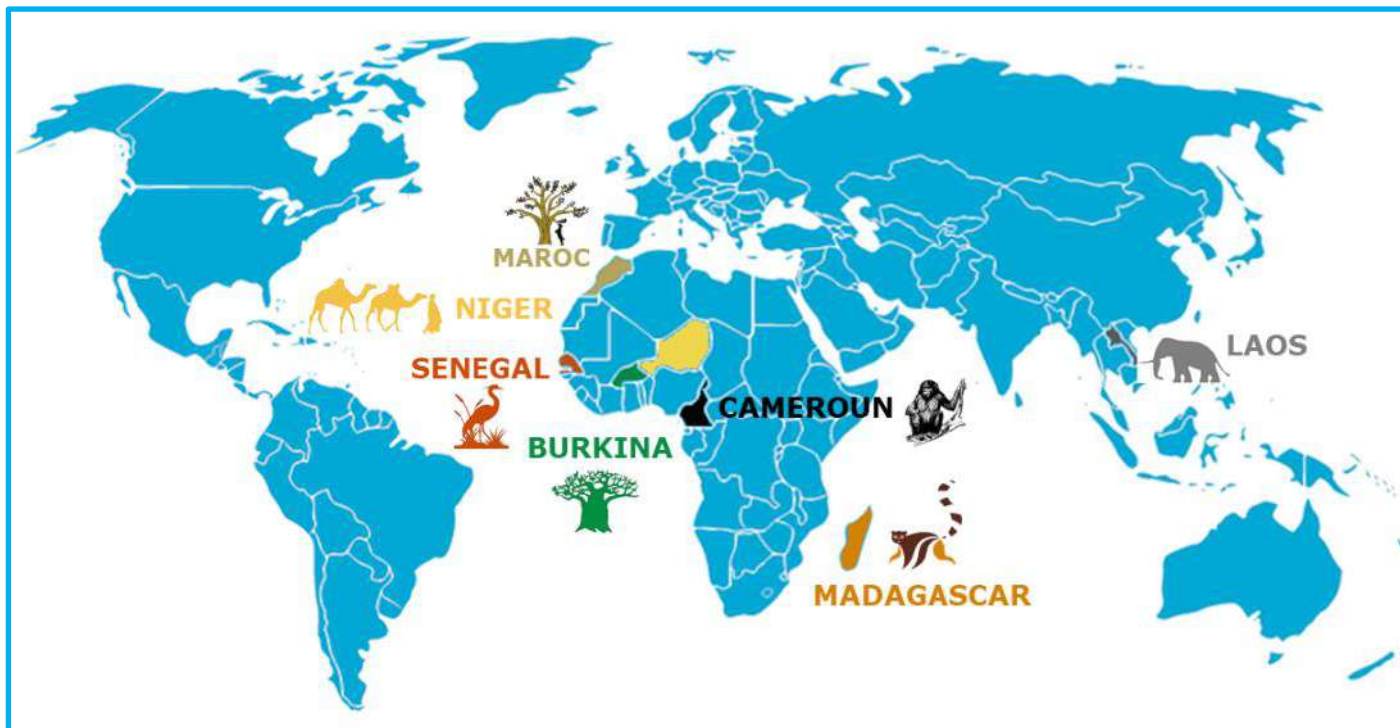 MAROC
NIGER
LAOS
SENEGAL
CAMEROUN
BURKINA
MADAGASCAR